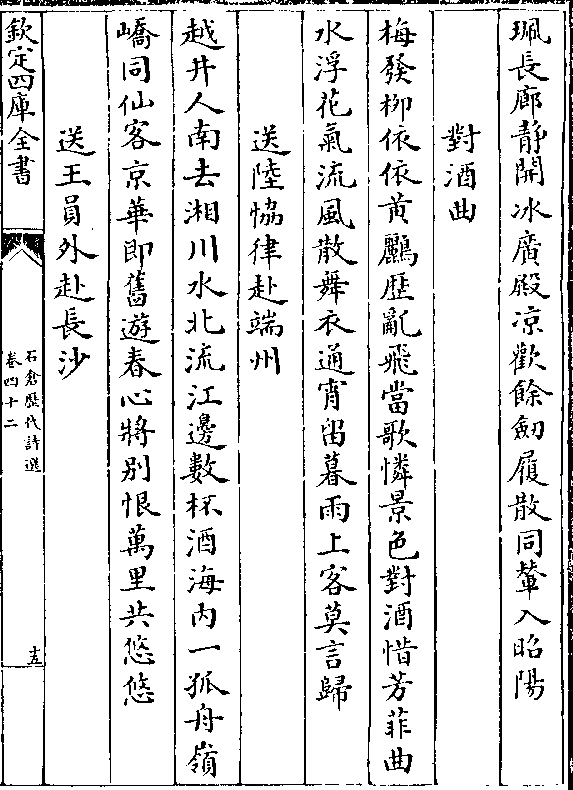 珮長廊静開冰廣殿凉歡餘劒履散同輦入昭陽
對酒曲
梅發柳依依黄鸝歴亂飛當歌憐景色對酒惜芳菲曲
水浮花氣流風散舞衣通宵留暮雨上客莫言歸
送陸恊律赴端州
越井人南去湘川水北流江邊數杯酒海内一孤舟嶺
嶠同仙客京華即舊遊春心將别恨萬里共悠悠
送王員外赴長沙
欽定四庫全書
石倉歴代詩選
卷四十二
十五